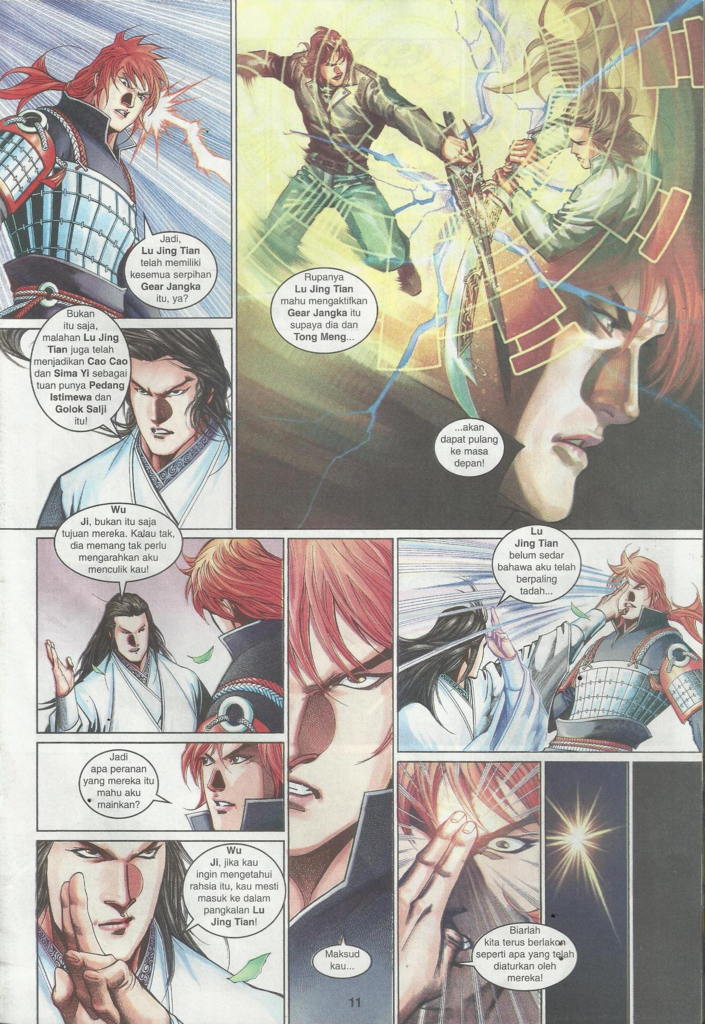 Jadi,
Lu Jing Tian
telah memiliki
kesemua serpihan
Gear Jangka
itu, ya?
Rupanya
Lu Jing Tian
mahu mengaktifkan
Gear Jangka itu
supaya dia dan
Tong Meng...
...akan
dapat pulang
ke masa
depan!
Bukan
itu saja,
malahan Lu Jing
Tian juga telah
menjadikan Cao Cao
dan Sima Yi sebagai
tuan punya Pedang
Istimewa dan
Golok Salji
itu!
Wu
Ji, bukan itu saja
tujuan mereka. Kalau tak,
dia memang tak perlu
mengarahkan aku
menculik kau!
Jadi
apa peranan
yang mereka itu
mahu aku
mainkan?
Wu
Ji, jika kau
ingin mengetahui
rahsia itu, kau mesti
masuk ke dalam
pangkalan Lu
Jing Tian!
Maksud
kau...
Lu
Jing Tian
belum sedar
bahawa aku telah
berpaling
tadah...
Biarlah
kita terus berlakon
seperti apa yang telah
diaturkan oleh
mereka!
11